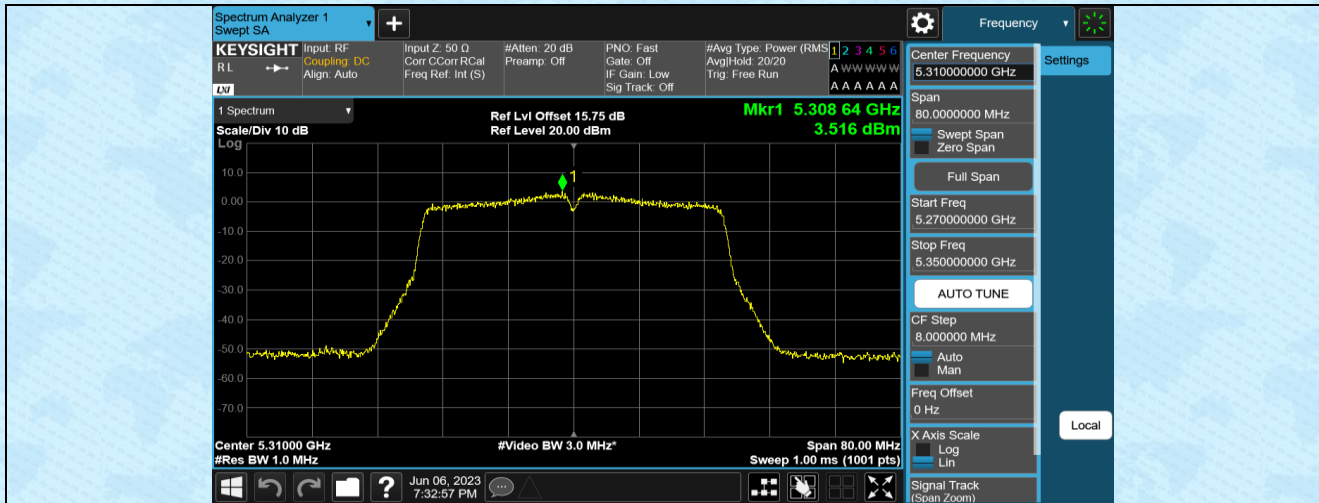 Spectrum Analyzer 1
Swept SA
Frequency
KEYSIGHT
RL
LXI
Input: RF
Coupling: DC
Align: Auto
Input Z: 50 Ω
Corr CCorr RCal
Freq Ref: Int (S)
#Atten: 20 dB
Preamp: Off
PNO: Fast
Gate: Off
IF Gain: Low
Sig Track: Off
#Avg Type: Power (RMS
Avg|Hold: 20/20
Trig: Free Run
1 2 3 4 5 6
A W W W W W
A A A A A A
1 Spectrum
Scale/Div 10 dB
Log
Ref Lvl Offset 15.75 dB
Ref Level 20.00 dBm
Mkr1 5.308 64 GHz
3.516 dBm
1
10.0
0.00
-10.0
-20.0
-30.0
-40.0
-50.0
-60.0
-70.0
Center 5.31000 GHz
#Res BW 1.0 MHz
#Video BW 3.0 MHz*
Span 80.00 MHz
Sweep 1.00 ms (1001 pts)
?
Jun 06, 2023
7:32:57 PM
Center Frequency
5.310000000 GHz
Span
80.0000000 MHz
Swept Span
Zero Span
Full Span
Start Freq
5.270000000 GHz
Stop Freq
5.350000000 GHz
AUTO TUNE
CF Step
8.000000 MHz
Auto
Man
Freq Offset
0 Hz
X Axis Scale
Log
Lin
Signal Track
(Span Zoom)
Settings
Local